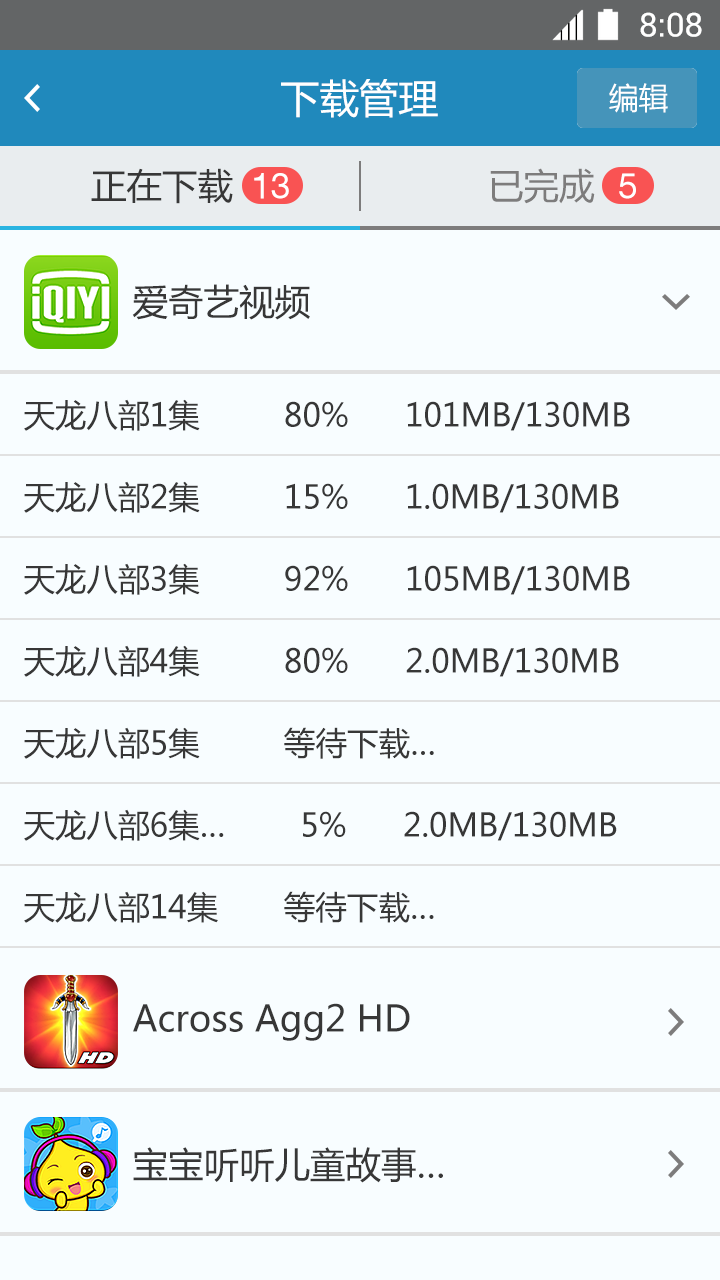 8:08
下载管理 编辑
正在下载 13 已完成 5
iQIYI 爱奇艺视频
天龙八部1集 80% 101MB/130MB
天龙八部2集 15% 1.0MB/130MB
天龙八部3集 92% 105MB/130MB
天龙八部4集 80% 2.0MB/130MB
天龙八部5集 等待下载...
天龙八部6集... 5% 2.0MB/130MB
天龙八部14集 等待下载...
HD Across Agg2 HD
宝宝听听儿童故事...